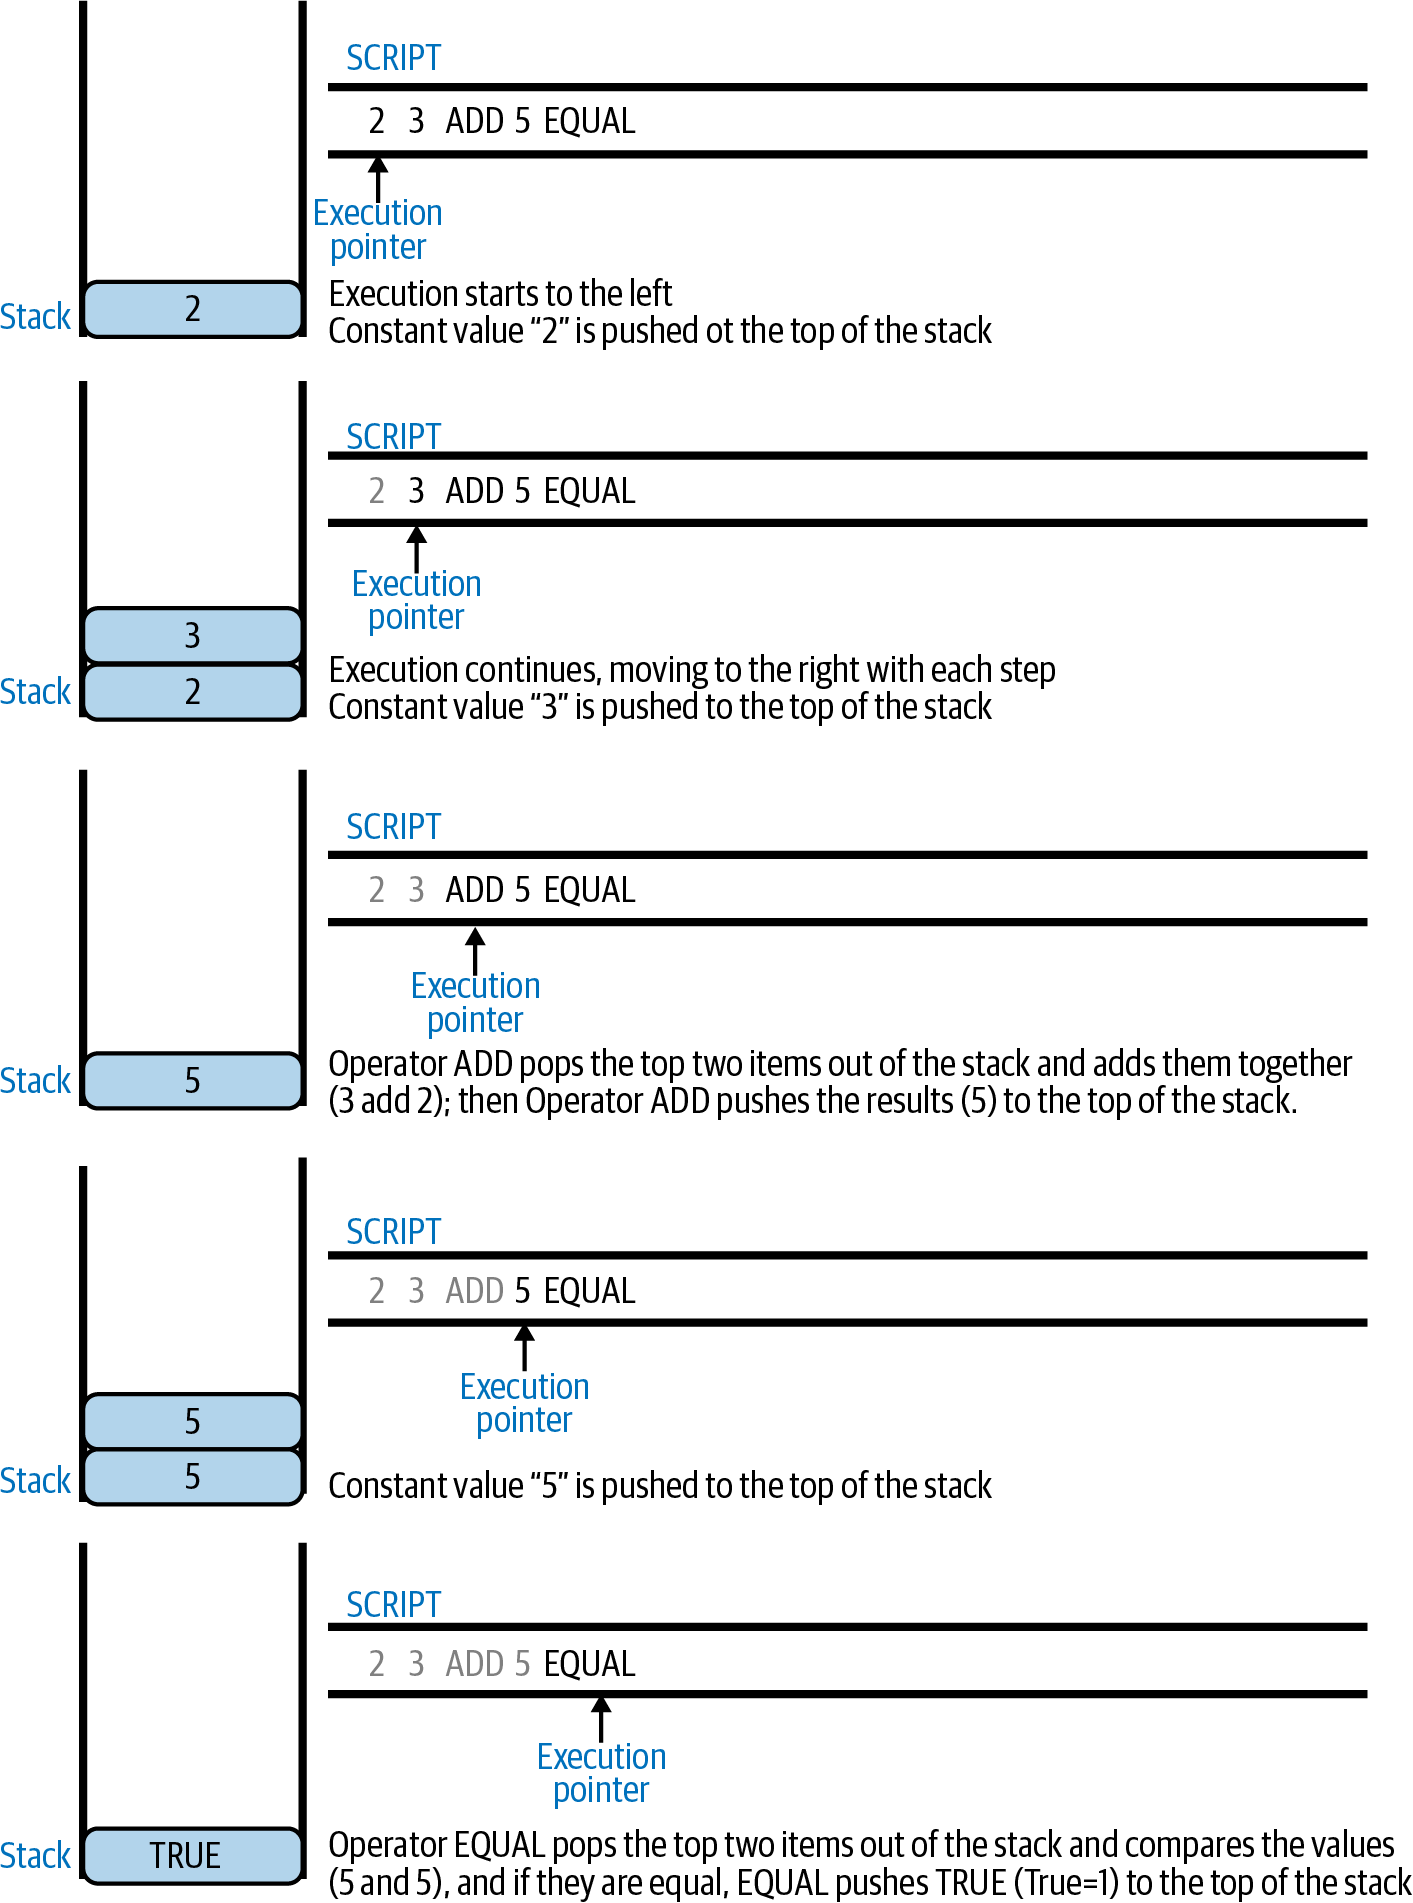 SCRIPT
2 3 ADD 5 EQUAL
Execution
pointer
2
Stack
Execution starts to the left
Constant value “2” is pushed ot the top of the stack
SCRIPT
2 3 ADD 5 EQUAL
Execution
pointer
3
2
Stack
Execution continues, moving to the right with each step
Constant value “3” is pushed to the top of the stack
SCRIPT
2 3 ADD 5 EQUAL
Execution
pointer
5
Stack
Operator ADD pops the top two items out of the stack and adds them together
(3 add 2); then Operator ADD pushes the results (5) to the top of the stack.
SCRIPT
2 3 ADD 5 EQUAL
Execution
pointer
5
5
Stack
Constant value “5” is pushed to the top of the stack
SCRIPT
2 3 ADD 5 EQUAL
Execution
pointer
TRUE
Stack
Operator EQUAL pops the top two items out of the stack and compares the values
(5 and 5), and if they are equal, EQUAL pushes TRUE (True=1) to the top of the stack